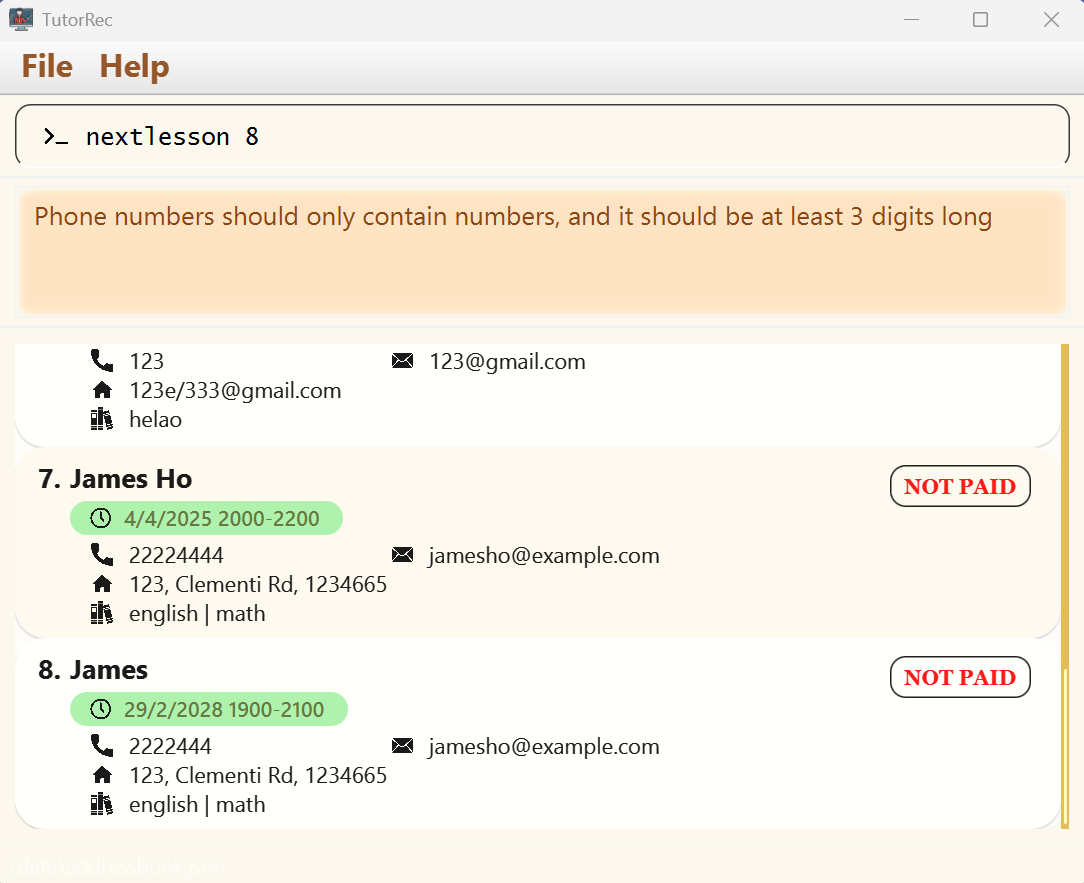 TutorRec
File Help
>_ nextlesson 8
Phone numbers should only contain numbers, and it should be at least 3 digits long
123 123@gmail.com
123e/333@gmail.com
helao
7. James Ho NOT PAID
4/4/2025 2000-2200
22224444 jamesho@example.com
123, Clementi Rd, 1234665
english | math
8. James NOT PAID
29/2/2028 1900-2100
2222444 jamesho@example.com
123, Clementi Rd, 1234665
english | math
.\data\addressbook.json